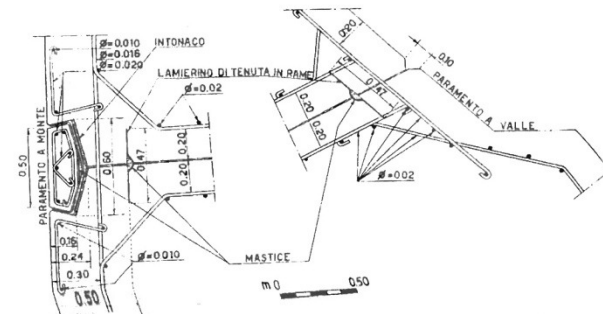 Ø=0.010
Ø=0.016
Ø=0.020
INTONACO
LAMIERINO DI TENUTA IN RAME
Ø=0.02
0.20
0.10
0.47
0.20
0.20
PARAMENTO A
VALLE
Ø=0.02
PARAMENTO A MONTE
0.50
0.60
0.47
0.20
0.20
0.16
0.24
0.30
0.50
Ø=0.010
MASTICE
m 0
0.50